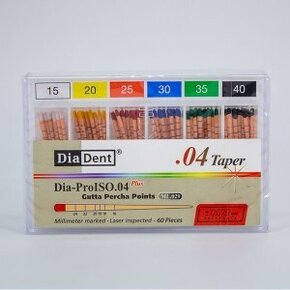 15 20 25 30 35 40
DiaDent®
.04 Taper
Dia-ProISO.04 Plus
Gutta Percha Points
Millimeter marked · Laser inspected · 60 Pieces